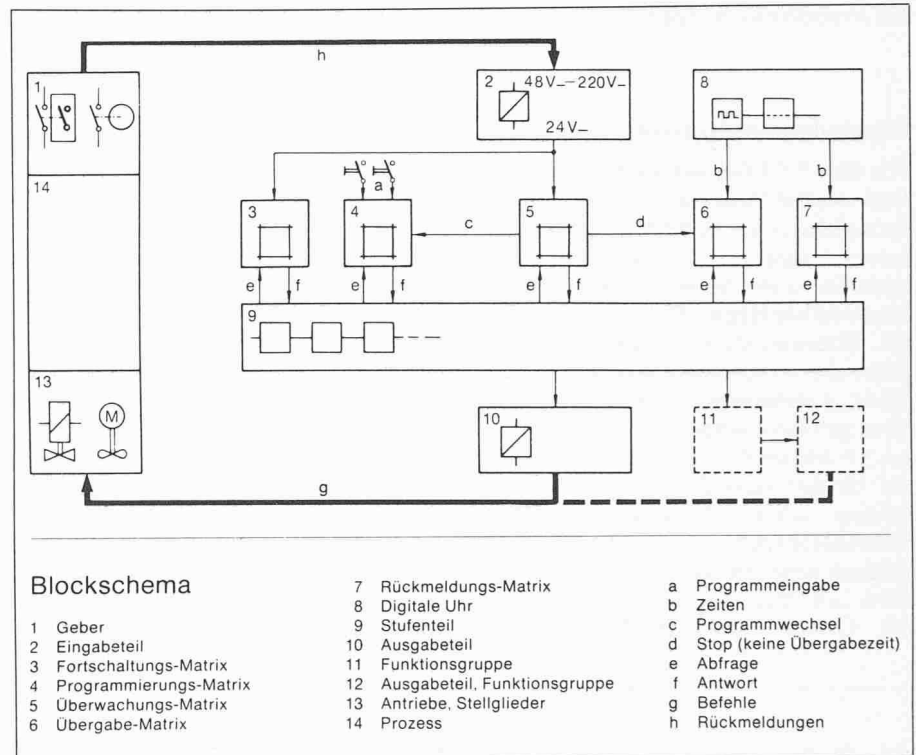 h
1
2 48V_–220V_
24V_
8
14
a
b
b
3
4
c
5
d
6
7
e
f
e
f
e
f
e
f
e
f
9
13
M
10
11
12
g
Blockschema
1 Geber
2 Eingabeteil
3 Fortschaltungs-Matrix
4 Programmierungs-Matrix
5 Überwachungs-Matrix
6 Übergabe-Matrix
7 Rückmeldungs-Matrix
8 Digitale Uhr
9 Stufenteil
10 Ausgabeteil
11 Funktionsgruppe
12 Ausgabeteil, Funktionsgruppe
13 Antriebe, Stellglieder
14 Prozess
a Programmeingabe
b Zeiten
c Programmwechsel
d Stop (keine Übergabezeit)
e Abfrage
f Antwort
g Befehle
h Rückmeldungen